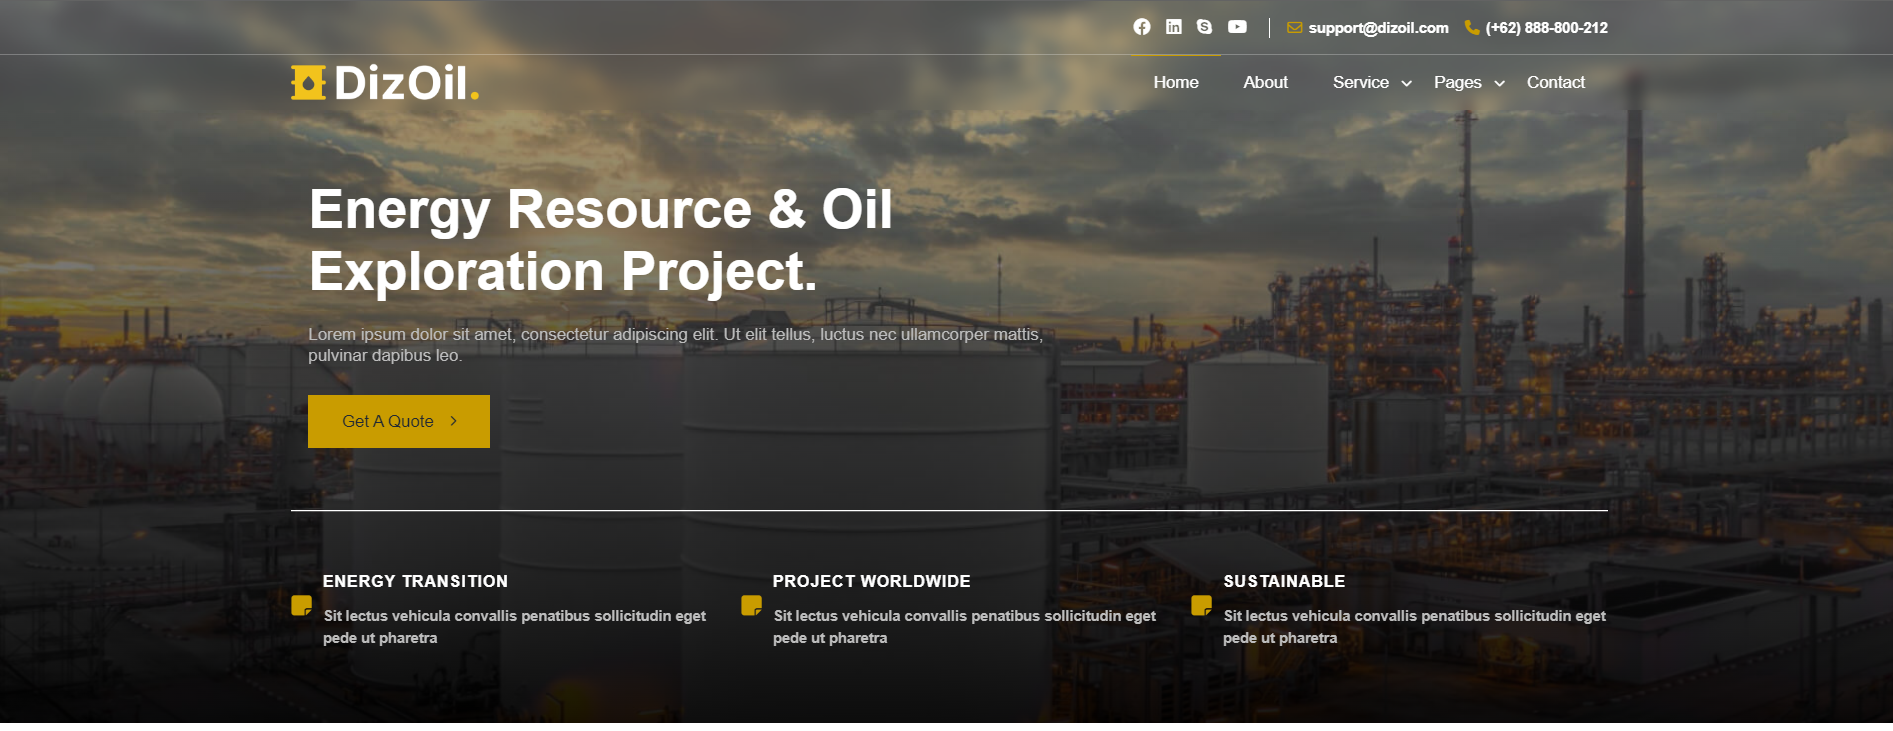 support@dizoil.com (+62) 888-800-212
DizOil.
Home About Service Pages Contact
Energy Resource & Oil
Exploration Project.
Lorem ipsum dolor sit amet, consectetur adipiscing elit. Ut elit tellus, luctus nec ullamcorper mattis,
pulvinar dapibus leo.
Get A Quote
ENERGY TRANSITION
Sit lectus vehicula convallis penatibus sollicitudin eget
pede ut pharetra
PROJECT WORLDWIDE
Sit lectus vehicula convallis penatibus sollicitudin eget
pede ut pharetra
SUSTAINABLE
Sit lectus vehicula convallis penatibus sollicitudin eget
pede ut pharetra